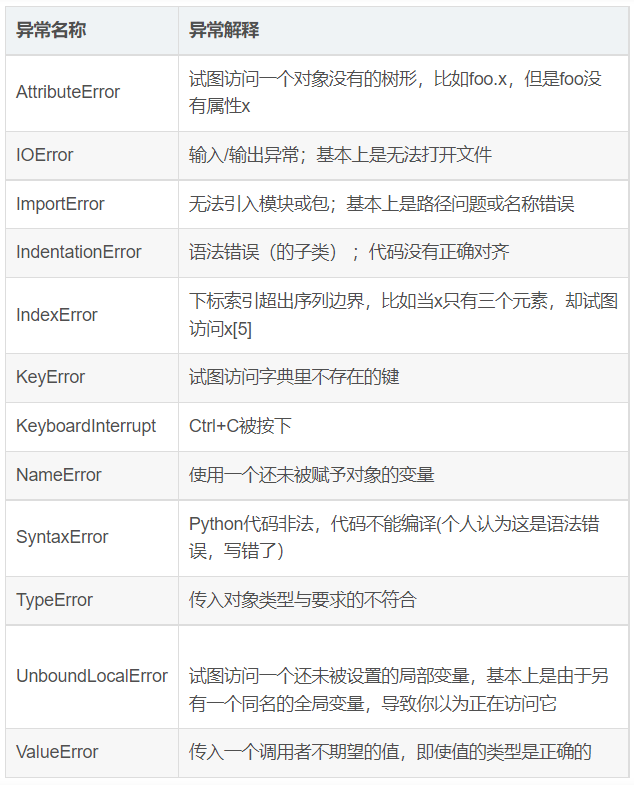 异常名称 异常解释
AttributeError 试图访问一个对象没有的树形，比如foo.x，但是foo没
有属性x
IOError 输入/输出异常；基本上是无法打开文件
ImportError 无法引入模块或包；基本上是路径问题或名称错误
IndentationError 语法错误（的子类） ；代码没有正确对齐
IndexError 下标索引超出序列边界，比如当x只有三个元素，却试图
访问x[5]
KeyError 试图访问字典里不存在的键
KeyboardInterrupt Ctrl+C被按下
NameError 使用一个还未被赋予对象的变量
SyntaxError Python代码非法，代码不能编译(个人认为这是语法错
误，写错了）
TypeError 传入对象类型与要求的不符合
UnboundLocalError 试图访问一个还未被设置的局部变量，基本上是由于另
有一个同名的全局变量，导致你以为正在访问它
ValueError 传入一个调用者不期望的值，即使值的类型是正确的